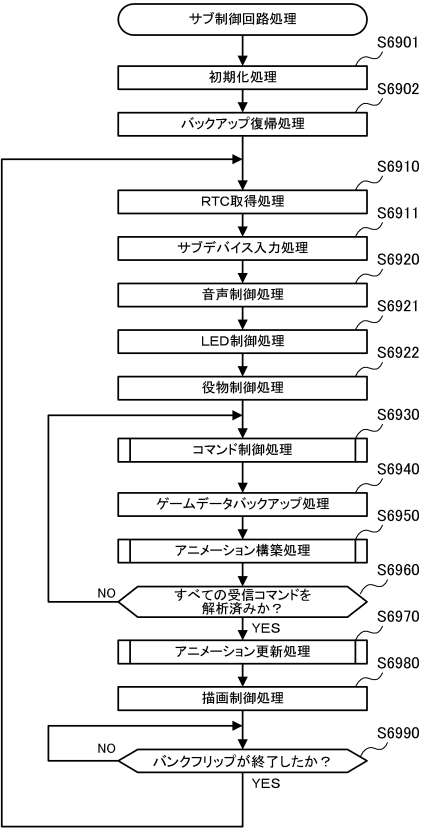 サブ制御回路処理
S6901
初期化処理
S6902
バックアップ復帰処理
S6910
RTC取得処理
S6911
サブデバイス入力処理
S6920
音声制御処理
S6921
LED制御処理
S6922
役物制御処理
S6930
コマンド制御処理
S6940
ゲームデータバックアップ処理
S6950
アニメーション構築処理
S6960
NO
すべての受信コマンドを
解析済みか？
YES
S6970
アニメーション更新処理
S6980
描画制御処理
S6990
NO
バンクフリップが終了したか？
YES